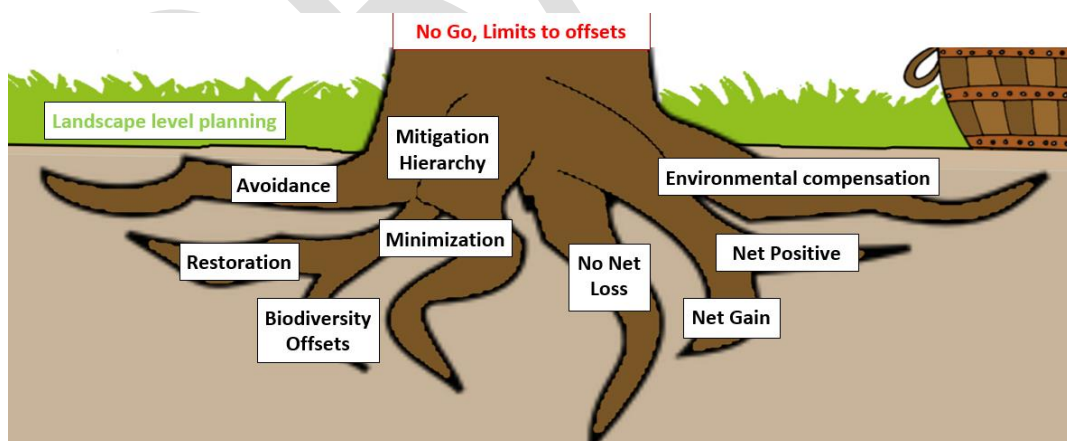 No Go, Limits to offsets
Landscape level planning
Mitigation
Hierarchy
Avoidance
Environmental compensation
Minimization
Restoration
No Net
Loss
Net Positive
Biodiversity
Offsets
Net Gain